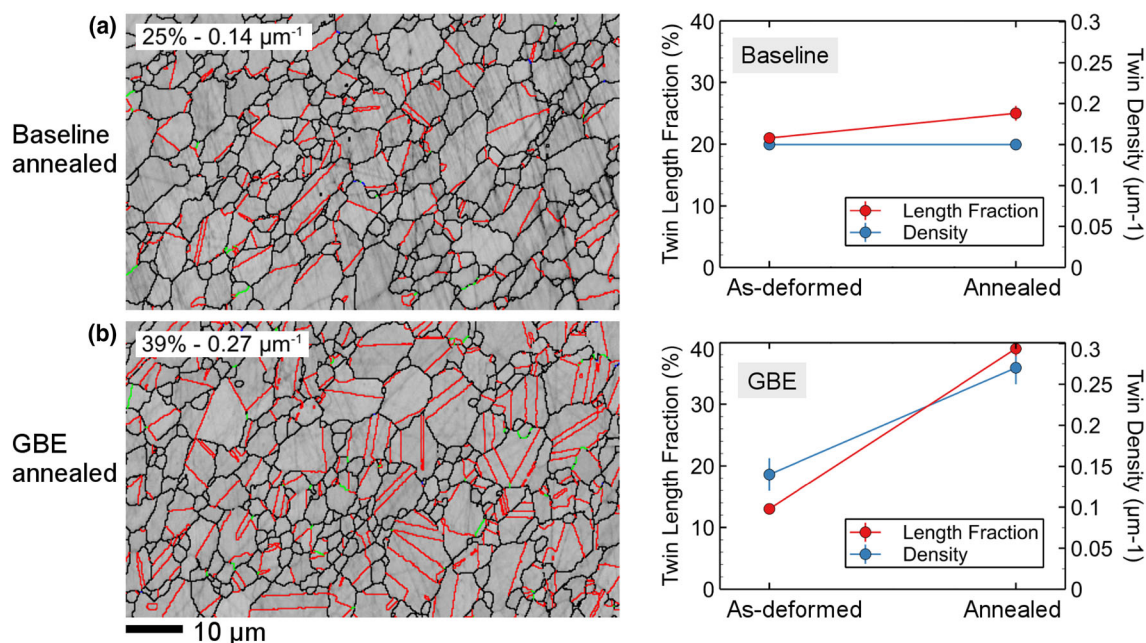 (a)
25% - 0.14 µm-1
Baseline
annealed
40
30
20
10
0
Twin Length Fraction (%)
Baseline
Length Fraction
Density
0.3
0.25
0.2
0.15
0.1
0.05
0
Twin Density (µm-1)
As-deformed
Annealed
(b)
39% - 0.27 µm-1
GBE
annealed
10 µm
40
30
20
10
0
Twin Length Fraction (%)
GBE
Length Fraction
Density
0.3
0.25
0.2
0.15
0.1
0.05
0
Twin Density (µm-1)
As-deformed
Annealed